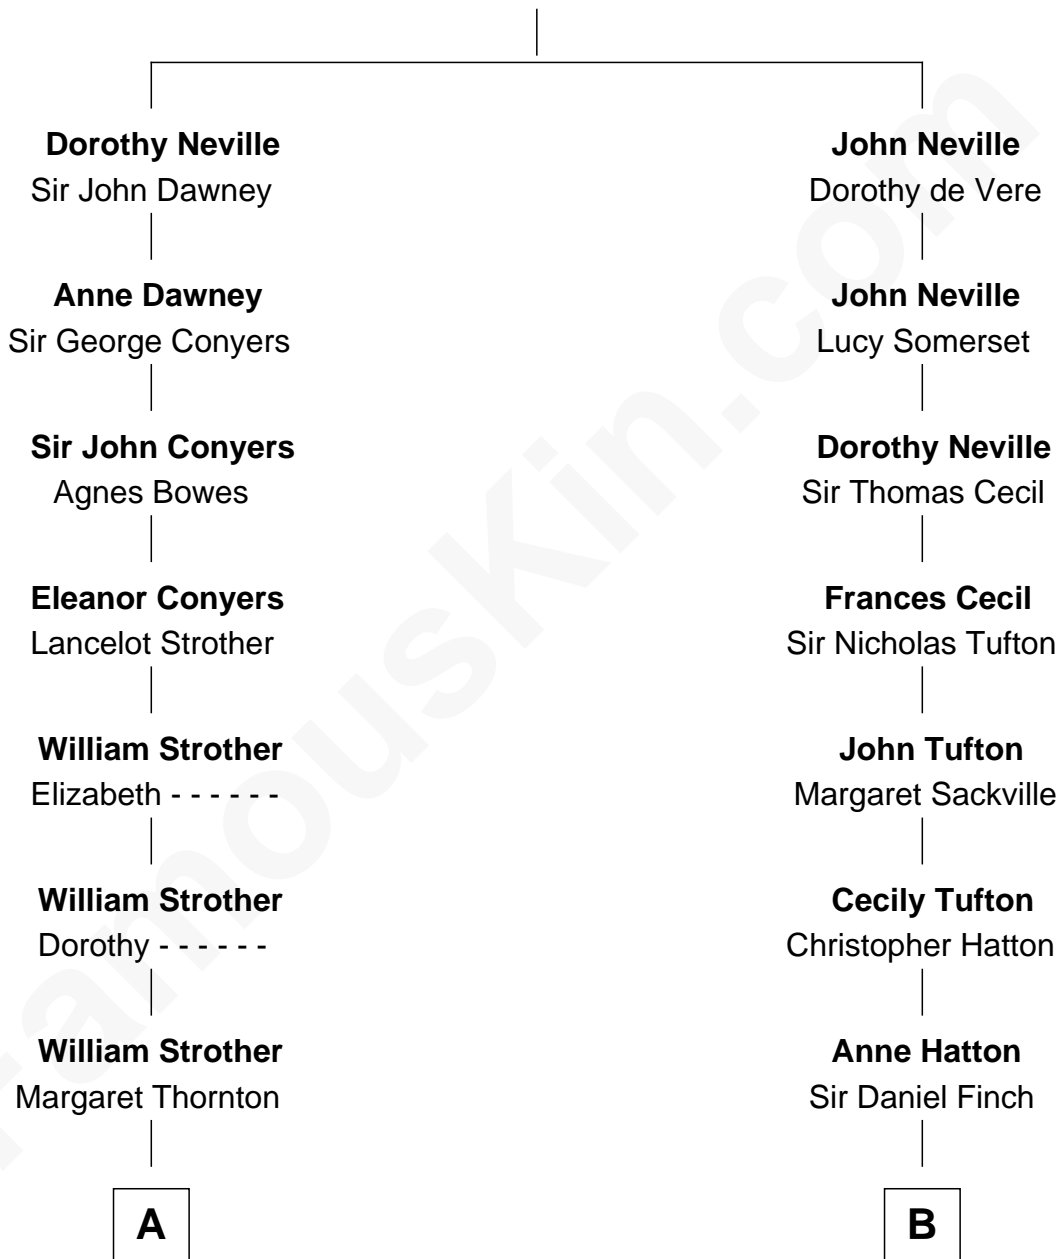 Dorothy Neville
Sir John Dawney
John Neville
Dorothy de Vere
Anne Dawney
Sir George Conyers
John Neville
Lucy Somerset
Sir John Conyers
Agnes Bowes
Dorothy Neville
Sir Thomas Cecil
Eleanor Conyers
Lancelot Strother
Frances Cecil
Sir Nicholas Tufton
William Strother
Elizabeth - - - - - -
John Tufton
Margaret Sackville
William Strother
Dorothy - - - - - -
Cecily Tufton
Christopher Hatton
William Strother
Margaret Thornton
Anne Hatton
Sir Daniel Finch
A
B
FamousKin.com